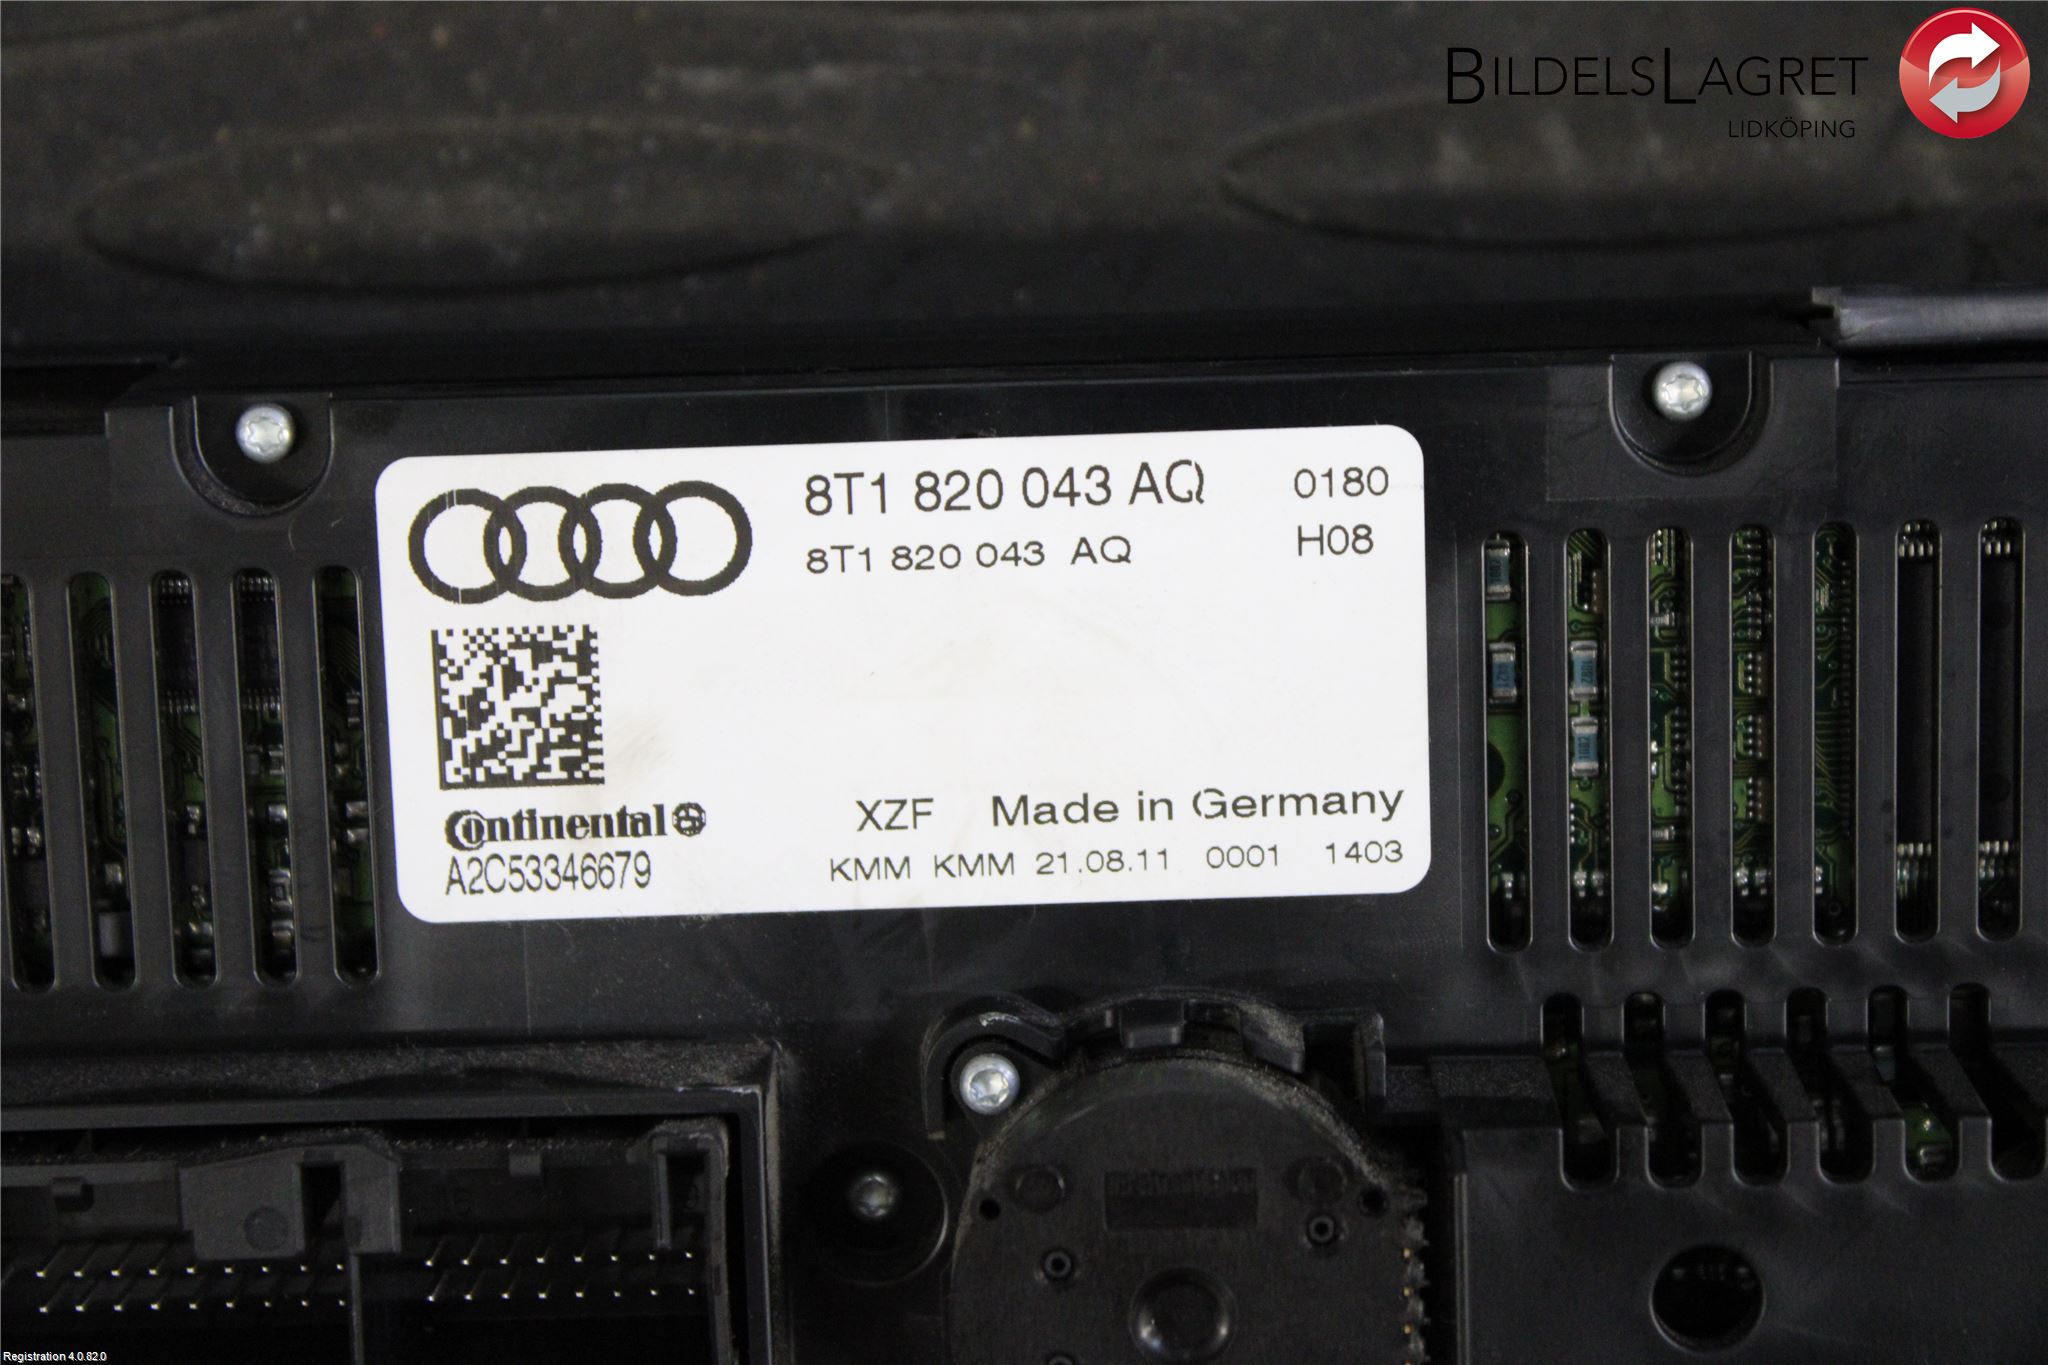 BILDELSLAGRET
LIDKÖPING
8T1 820 043 AQ 0180
8T1 820 043 AQ H08
Continental
XZF Made in Germany
A2C53346679
KMM KMM 21.08.11 0001 1403
Registration 4.0.82.0